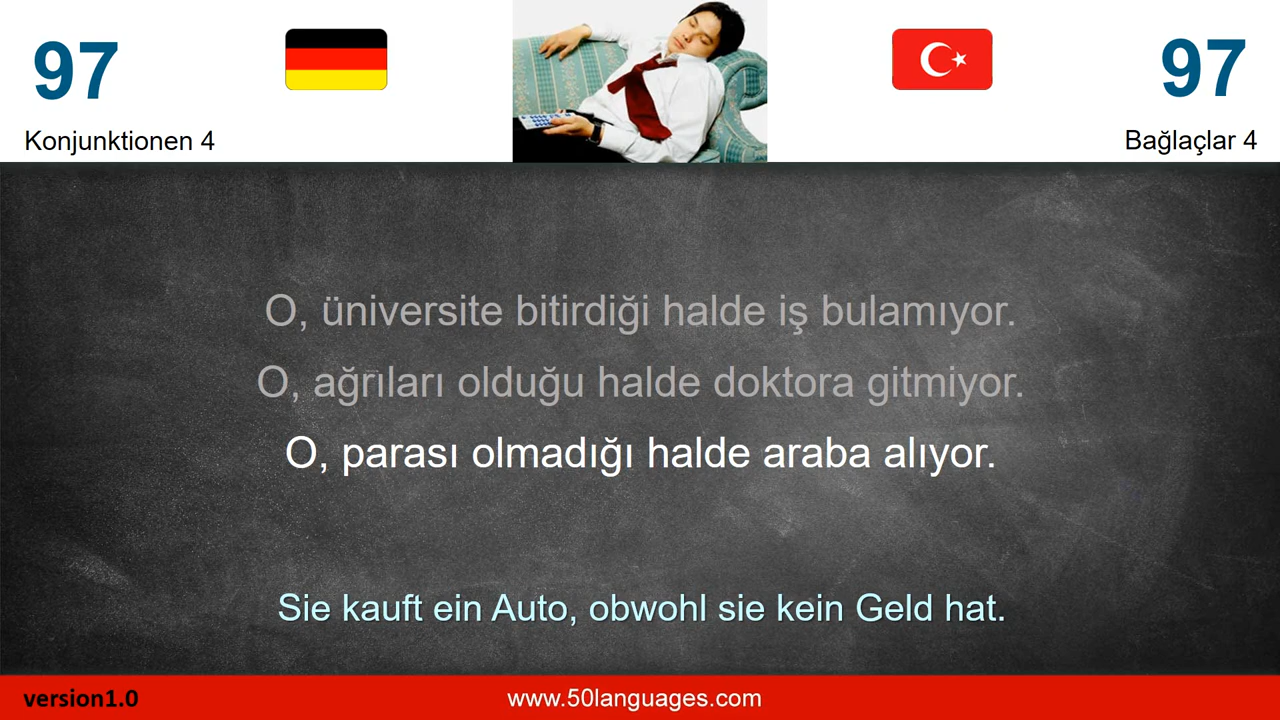 97
Konjunktionen 4
97
Bağlaçlar 4
O, üniversite bitirdiği halde iş bulamıyor.
O, ağrıları olduğu halde doktora gitmiyor.
O, parası olmadığı halde araba alıyor.
Sie kauft ein Auto, obwohl sie kein Geld hat.
version1.0
www.50languages.com